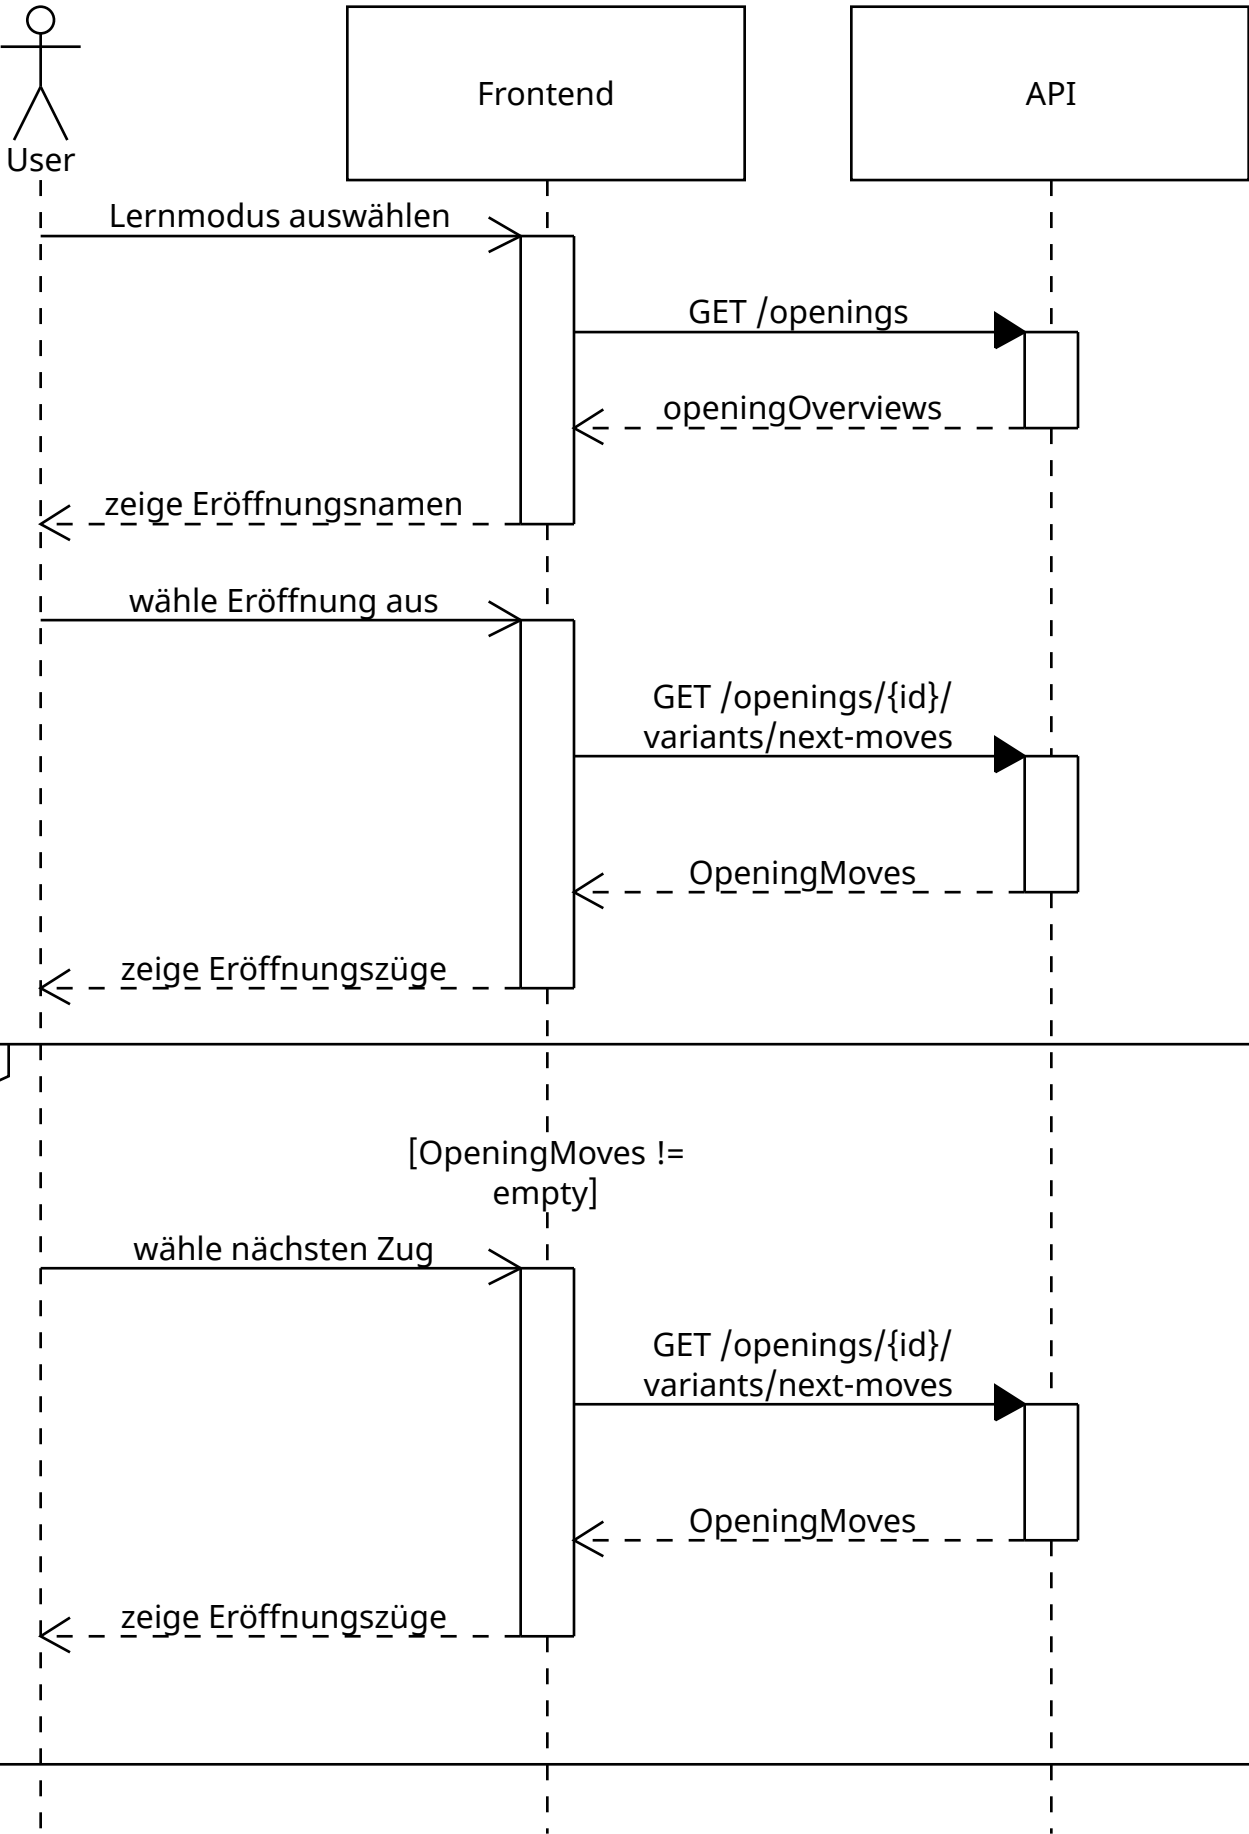 User
Frontend
API
Lernmodus auswählen
GET /openings
openingOverviews
zeige Eröffnungsnamen
wähle Eröffnung aus
GET /openings/{id}/
variants/next-moves
OpeningMoves
zeige Eröffnungszüge
[OpeningMoves !=
empty]
wähle nächsten Zug
GET /openings/{id}/
variants/next-moves
OpeningMoves
zeige Eröffnungszüge